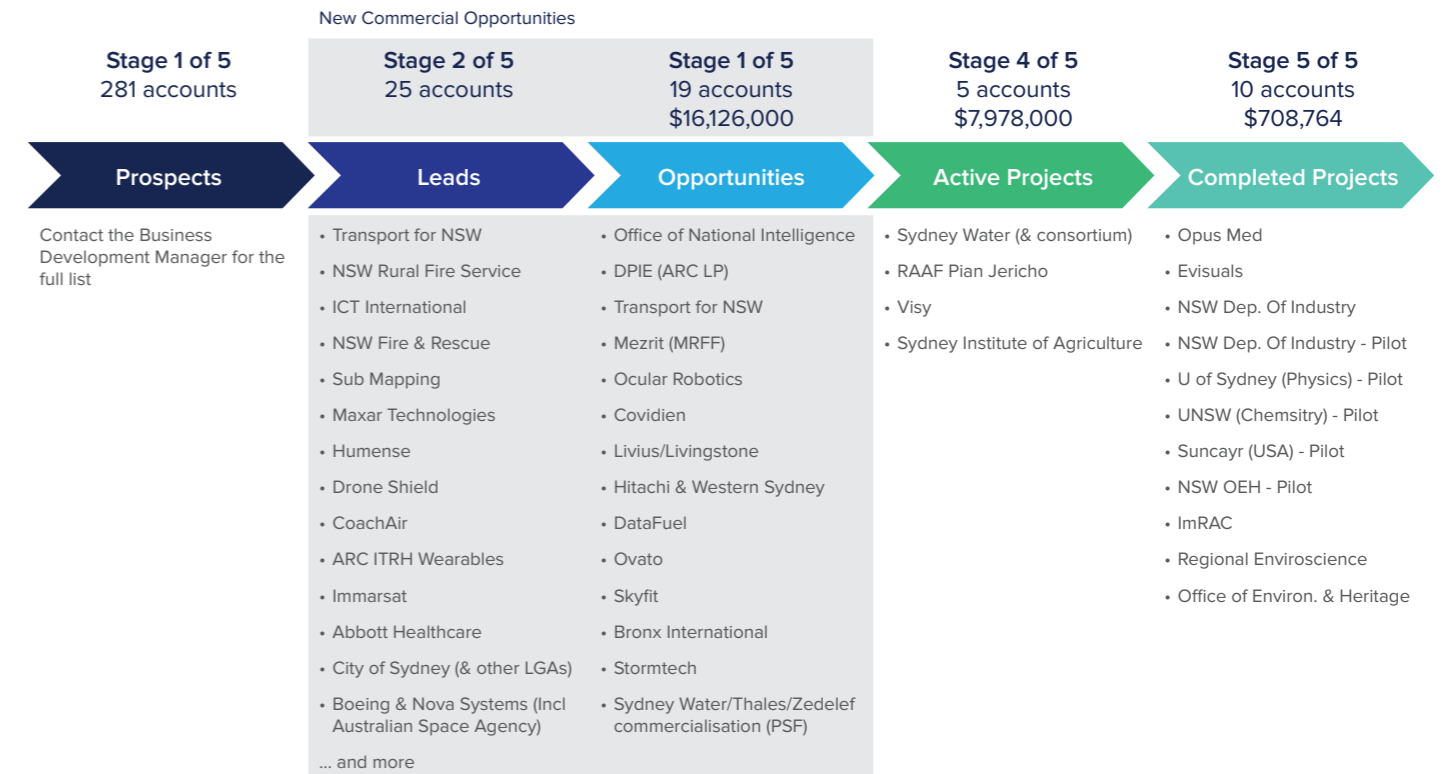 New Commercial Opportunities
Stage 1 of 5
281 accounts
Stage 2 of 5
25 accounts
Stage 1 of 5
19 accounts
$16,126,000
Stage 4 of 5
5 accounts
$7,978,000
Stage 5 of 5
10 accounts
$708,764
Prospects
Leads
Opportunities
Active Projects
Completed Projects
Contact the Business
Development Manager for the
full list
• Transport for NSW
• NSW Rural Fire Service
• ICT International
• NSW Fire & Rescue
• Sub Mapping
• Maxar Technologies
• Humense
• Drone Shield
• CoachAir
• ARC ITRH Wearables
• Immarsat
• Abbott Healthcare
• City of Sydney (& other LGAs)
• Boeing & Nova Systems (Incl
Australian Space Agency)
... and more
• Office of National Intelligence
• DPIE (ARC LP)
• Transport for NSW
• Mezrit (MRFF)
• Ocular Robotics
• Covidien
• Livius/Livingstone
• Hitachi & Western Sydney
• DataFuel
• Ovato
• Skyfit
• Bronx International
• Stormtech
• Sydney Water/Thales/Zedelef
commercialisation (PSF)
• Sydney Water (& consortium)
• RAAF Pian Jericho
• Visy
• Sydney Institute of Agriculture
• Opus Med
• Evisuals
• NSW Dep. Of Industry
• NSW Dep. Of Industry - Pilot
• U of Sydney (Physics) - Pilot
• UNSW (Chemsitry) - Pilot
• Suncayr (USA) - Pilot
• NSW OEH - Pilot
• ImRAC
• Regional Enviroscience
• Office of Environ. & Heritage